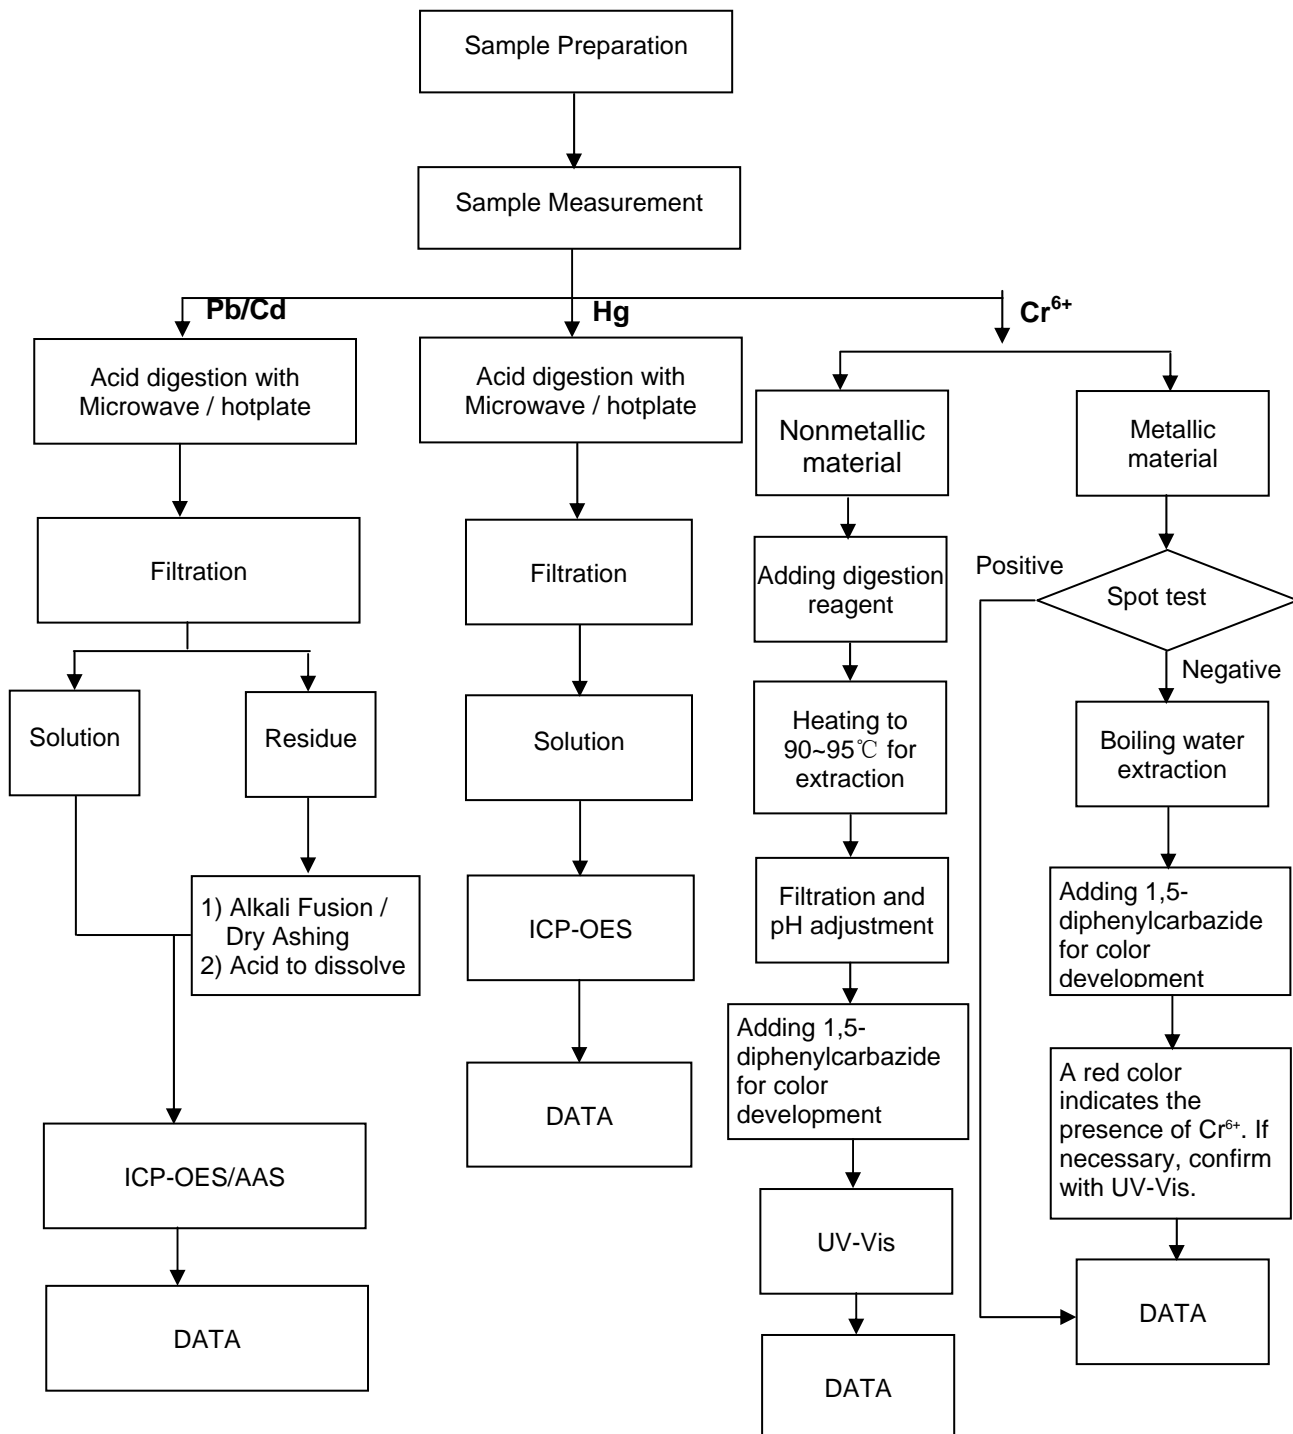 Sample Preparation
Sample Measurement
Pb/Cd
Hg
Cr⁶⁺
Acid digestion with
Microwave / hotplate
Filtration
Solution
Residue
1) Alkali Fusion /
Dry Ashing
2) Acid to dissolve
ICP-OES/AAS
DATA
Acid digestion with
Microwave / hotplate
Filtration
Solution
ICP-OES
DATA
Nonmetallic
material
Adding digestion
reagent
Heating to
90~95℃ for
extraction
Filtration and
pH adjustment
Adding 1,5-
diphenylcarbazide
for color
development
UV-Vis
DATA
Metallic
material
Spot test
Positive
Negative
Boiling water
extraction
Adding 1,5-
diphenylcarbazide
for color
development
A red color
indicates the
presence of Cr⁶⁺. If
necessary, confirm
with UV-Vis.
DATA